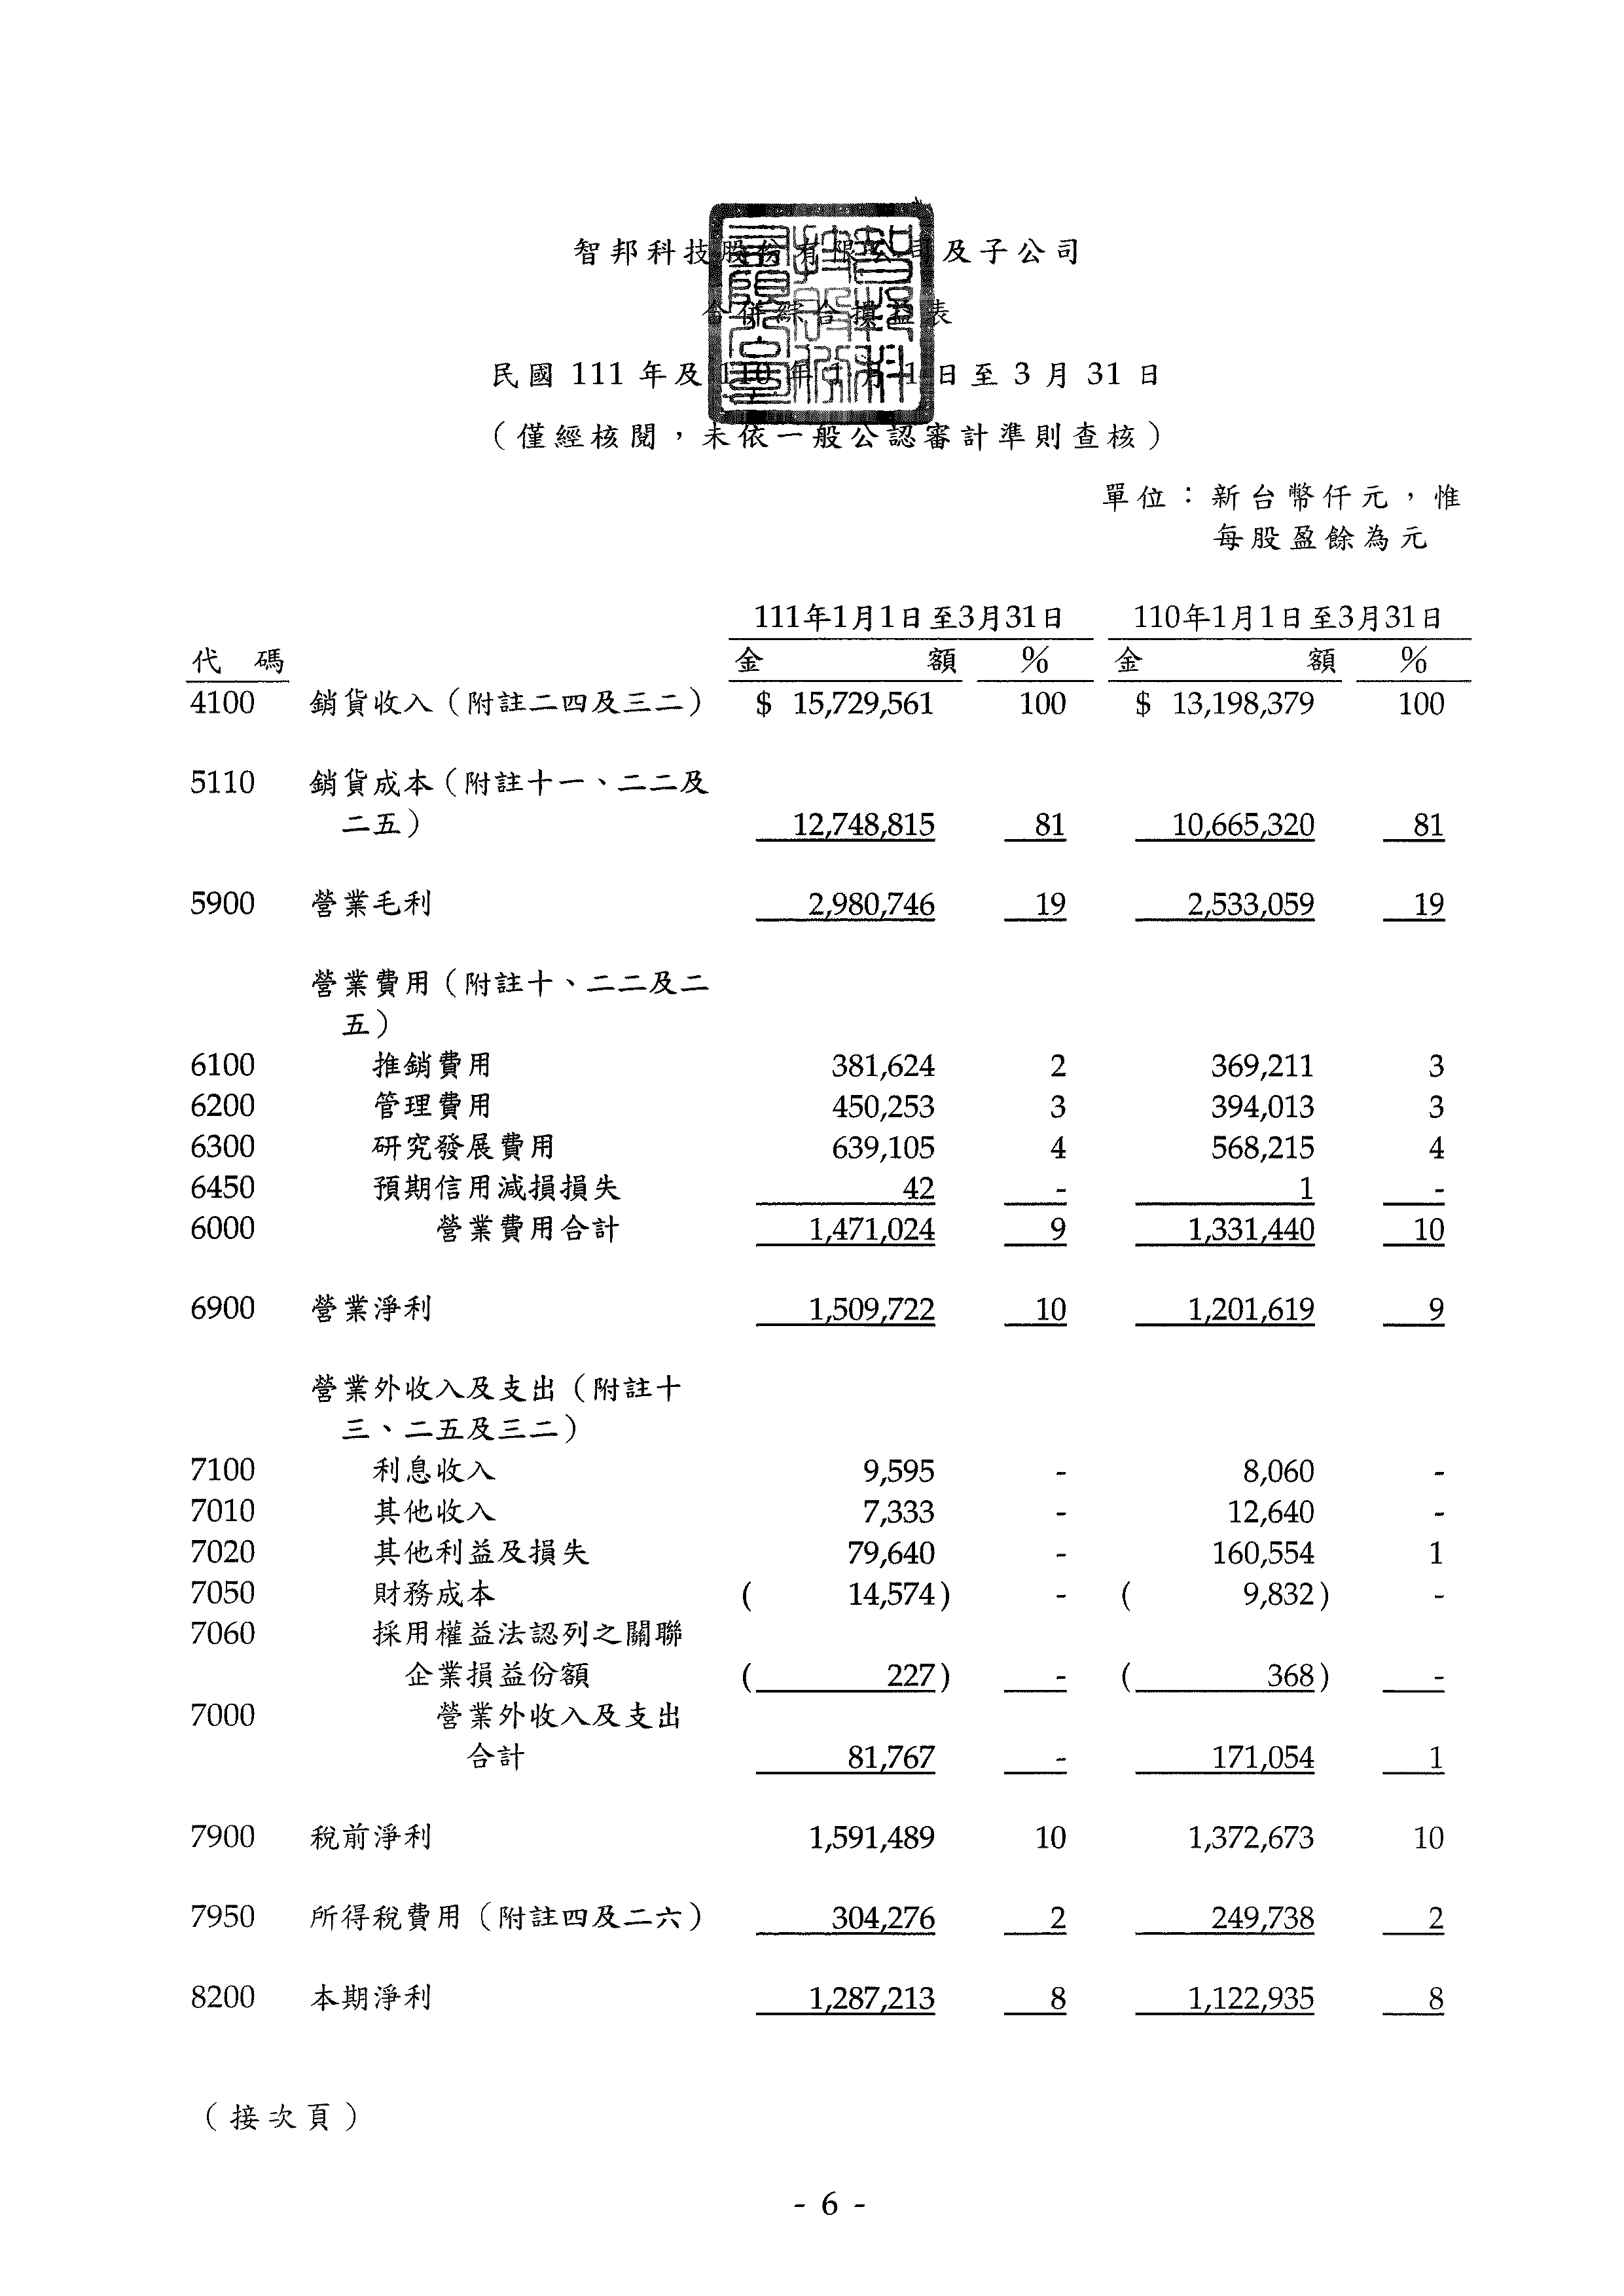 智邦科技股份有限公司及子公司
合併綜合損益表
民國 111 年及 110 年 1 月 1 日至 3 月 31 日
（僅經核閱，未依一般公認審計準則查核）
單位：新台幣仟元，惟
每股盈餘為元
111年1月1日至3月31日 110年1月1日至3月31日
代 碼 金 額 % 金 額 %
4100 銷貨收入（附註二四及三二） $ 15,729,561 100 $ 13,198,379 100
5110 銷貨成本（附註十一、二二及
二五） 12,748,815 81 10,665,320 81
5900 營業毛利 2,980,746 19 2,533,059 19
營業費用（附註十、二二及二
五）
6100 推銷費用 381,624 2 369,211 3
6200 管理費用 450,253 3 394,013 3
6300 研究發展費用 639,105 4 568,215 4
6450 預期信用減損損失 42 - 1 -
6000 營業費用合計 1,471,024 9 1,331,440 10
6900 營業淨利 1,509,722 10 1,201,619 9
營業外收入及支出（附註十
三、二五及三二）
7100 利息收入 9,595 - 8,060 -
7010 其他收入 7,333 - 12,640 -
7020 其他利益及損失 79,640 - 160,554 1
7050 財務成本 ( 14,574) - ( 9,832) -
7060 採用權益法認列之關聯
企業損益份額 ( 227) - ( 368) -
7000 營業外收入及支出
合計 81,767 - 171,054 1
7900 稅前淨利 1,591,489 10 1,372,673 10
7950 所得稅費用（附註四及二六） 304,276 2 249,738 2
8200 本期淨利 1,287,213 8 1,122,935 8
（接次頁）
- 6 -